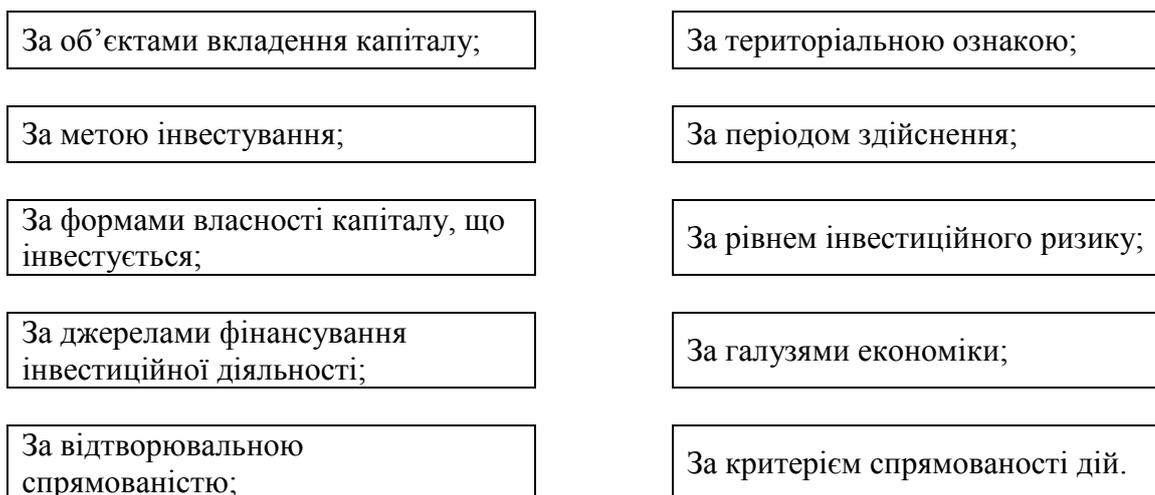 За об’єктами вкладення капіталу;
За територіальною ознакою;
За метою інвестування;
За періодом здійснення;
За формами власності капіталу, що
інвестується;
За рівнем інвестиційного ризику;
За джерелами фінансування
інвестиційної діяльності;
За галузями економіки;
За відтворювальною
спрямованістю;
За критерієм спрямованості дій.